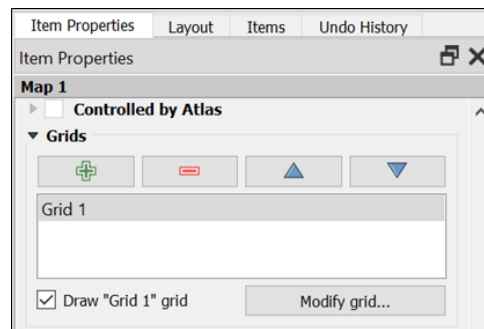 Item Properties Layout Items Undo History
Item Properties
Map 1
Controlled by Atlas
Grids
Grid 1
Draw "Grid 1" grid Modify grid...